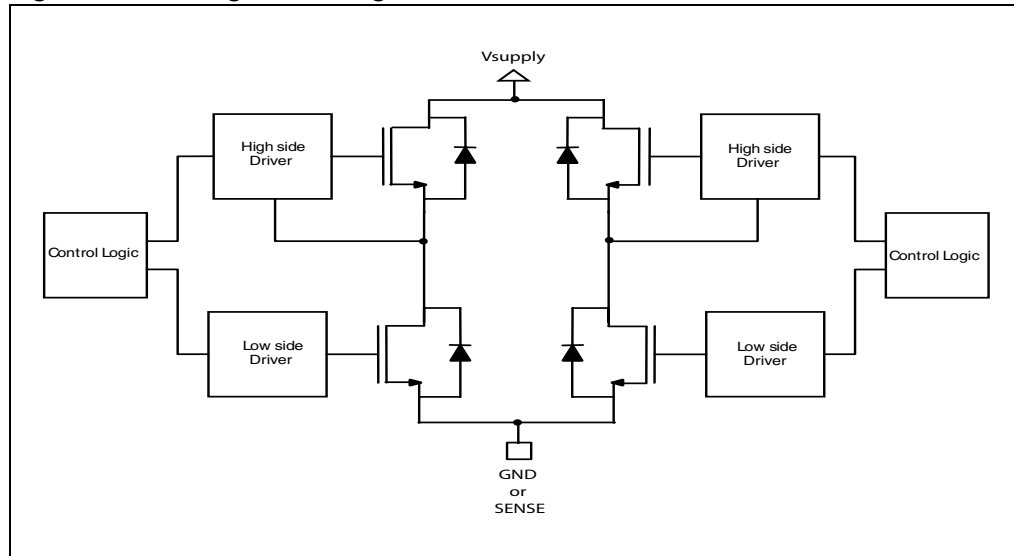 Vsupply
High side
Driver
High side
Driver
Control Logic
Control Logic
Low side
Driver
Low side
Driver
GND
or
SENSE